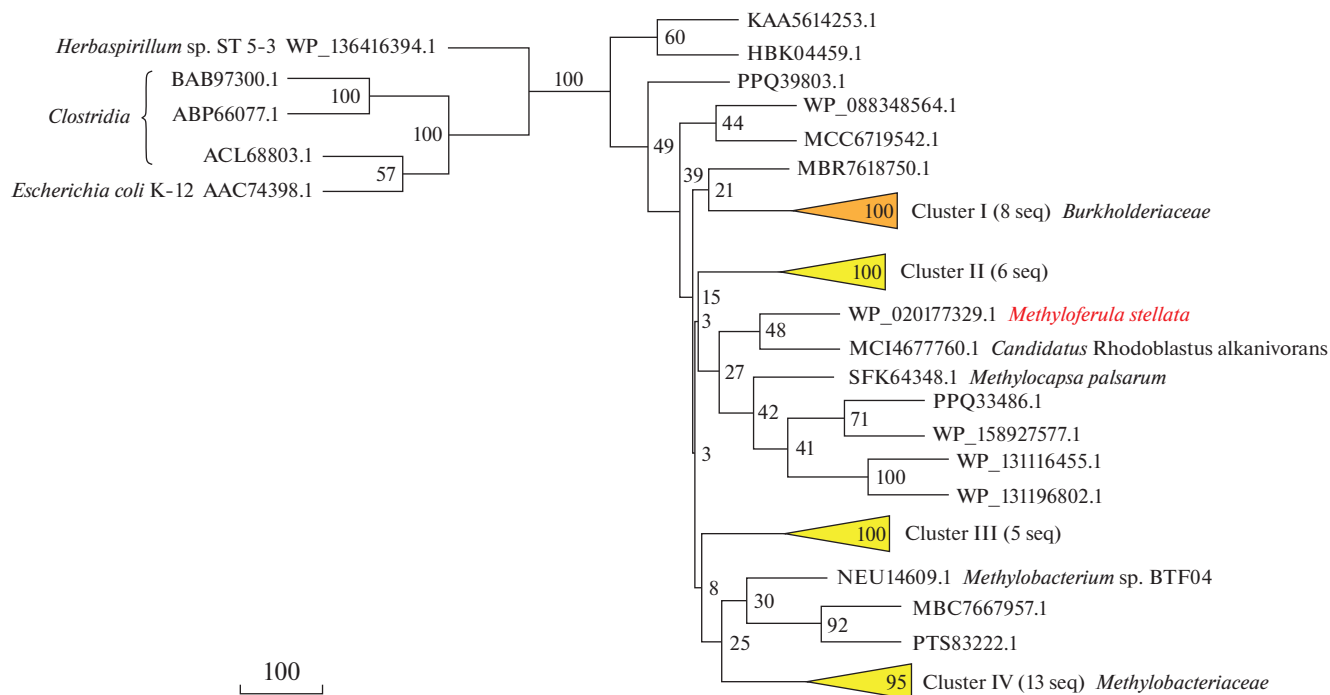 KAA5614253.1
60
HBK04459.1
Herbaspirillum sp. ST 5-3 WP_136416394.1
100
BAB97300.1
100
ABP66077.1
Clostridia
100
ACL68803.1
57
Escherichia coli K-12 AAC74398.1
PPQ39803.1
49
WP_088348564.1
44
MCC6719542.1
39
MBR7618750.1
21
100 Cluster I (8 seq) Burkholderiaceae
100 Cluster II (6 seq)
15
3
WP_020177329.1 Methyloferula stellata
48
MCI4677760.1 Candidatus Rhodoblastus alkanivorans
27
SFK64348.1 Methylocapsa palsarum
42
PPQ33486.1
71
WP_158927577.1
41
WP_131116455.1
100
WP_131196802.1
3
100 Cluster III (5 seq)
8
NEU14609.1 Methylobacterium sp. BTF04
30
MBC7667957.1
92
PTS83222.1
25
95 Cluster IV (13 seq) Methylobacteriaceae
100